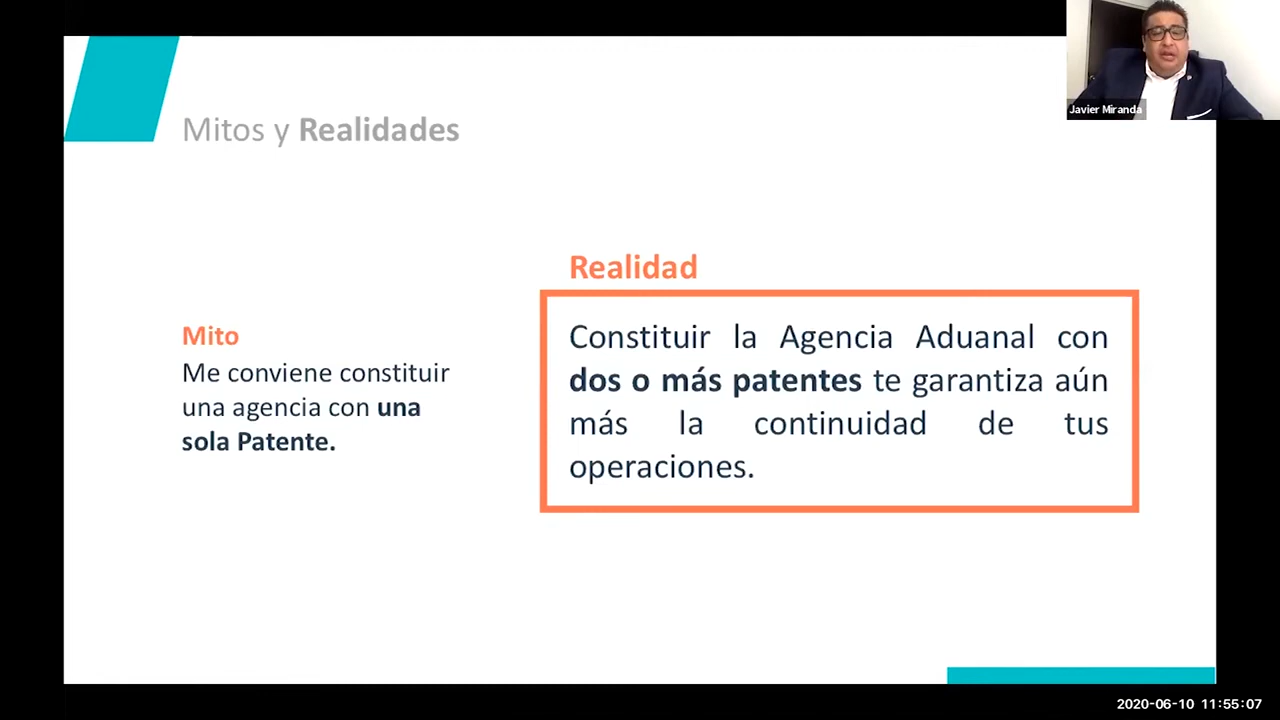 Javier Miranda
Mitos y Realidades
Mito
Me conviene constituir
una agencia con una
sola Patente.
Realidad
Constituir la Agencia Aduanal con
dos o más patentes te garantiza aún
más la continuidad de tus
operaciones.
2020-06-10 11:55:07